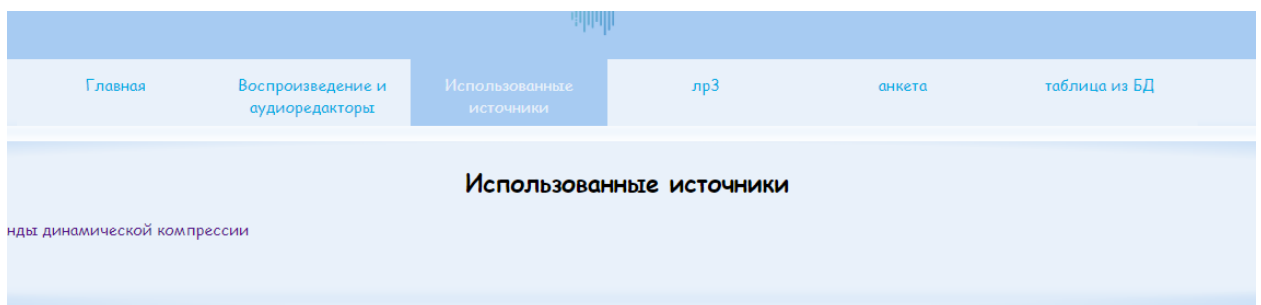 Главная
Воспроизведение и
аудиоредакторы
Использованные
источники
лр3
анкета
таблица из БД
Использованные источники
нды динамической компрессии